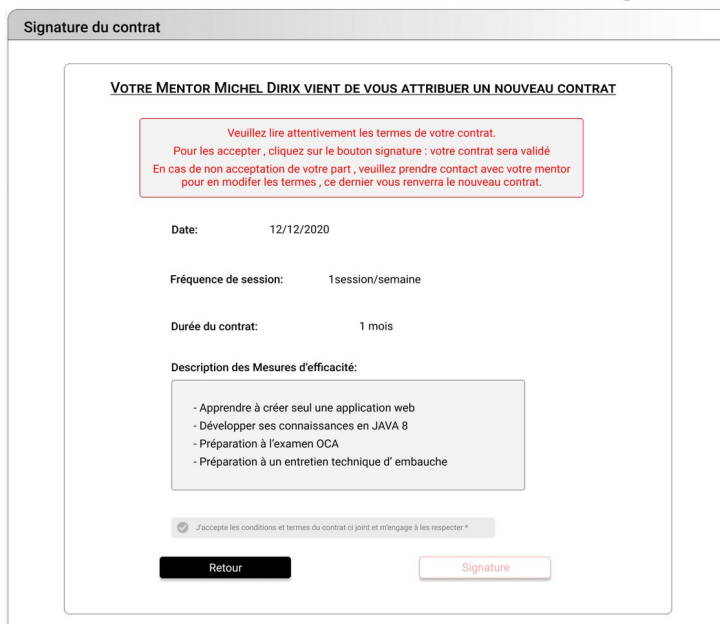 Signature du contrat
VOTRE MENTOR MICHEL DIRIX VIENT DE VOUS ATTRIBUER UN NOUVEAU CONTRAT
Veuillez lire attentivement les termes de votre contrat.
Pour les accepter , cliquez sur le bouton signature : votre contrat sera validé
En cas de non acceptation de votre part , veuillez prendre contact avec votre mentor
pour en modifer les termes , ce dernier vous renverra le nouveau contrat.
Date: 12/12/2020
Fréquence de session: 1session/semaine
Durée du contrat: 1 mois
Description des Mesures d'efficacité:
- Apprendre à créer seul une application web
- Développer ses connaissances en JAVA 8
- Préparation à l'examen OCA
- Préparation à un entretien technique d' embauche
J'accepte les conditions et termes du contrat ci joint et m'engage à les respecter *
Retour Signature